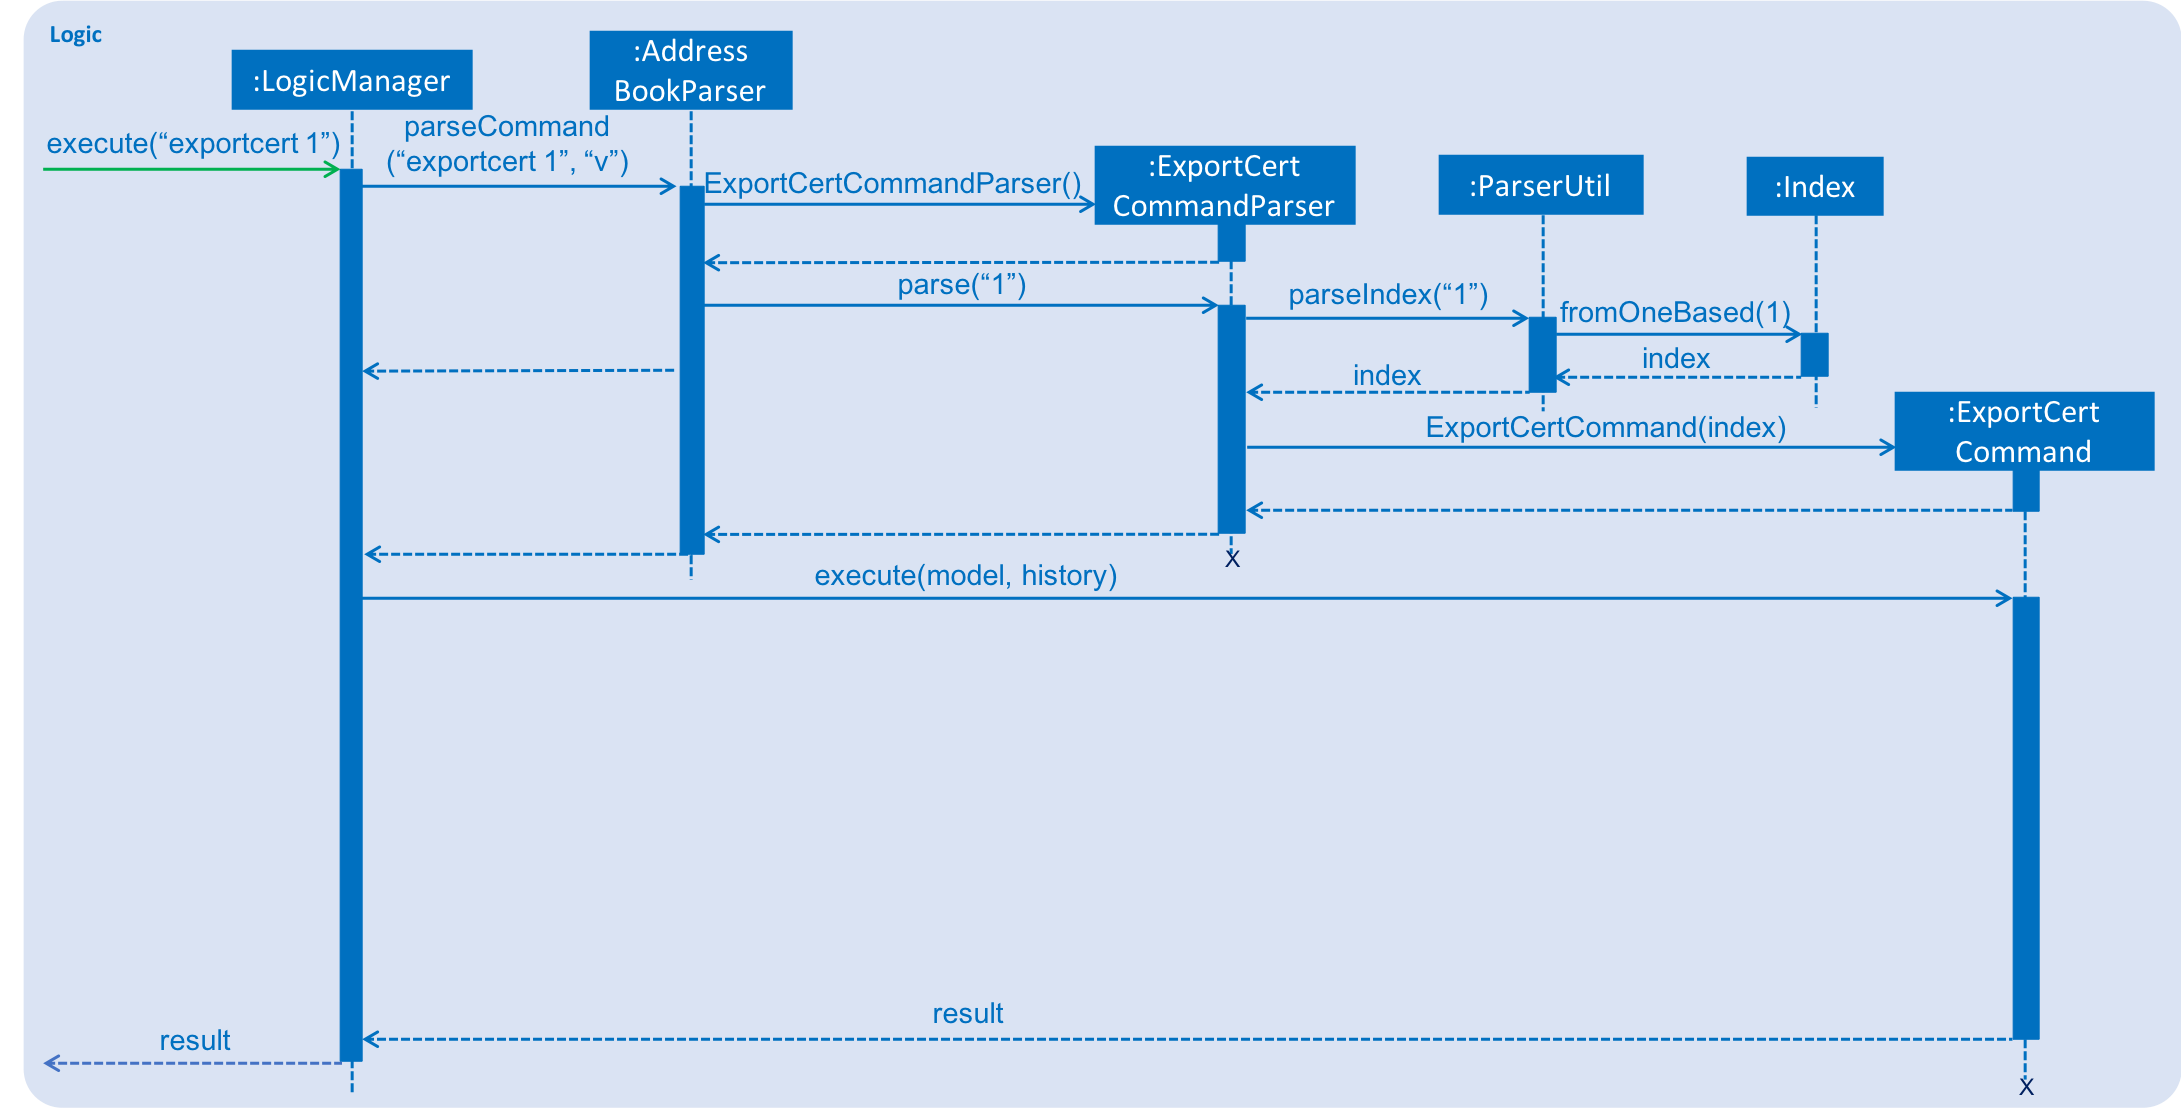 Logic
:LogicManager
:Address
BookParser
execute(“exportcert 1”)
parseCommand
(“exportcert 1”, “v”)
ExportCertCommandParser()
:ExportCert
CommandParser
:ParserUtil
:Index
parse(“1”)
parseIndex(“1”)
fromOneBased(1)
index
index
ExportCertCommand(index)
:ExportCert
Command
X
execute(model, history)
result
result
X